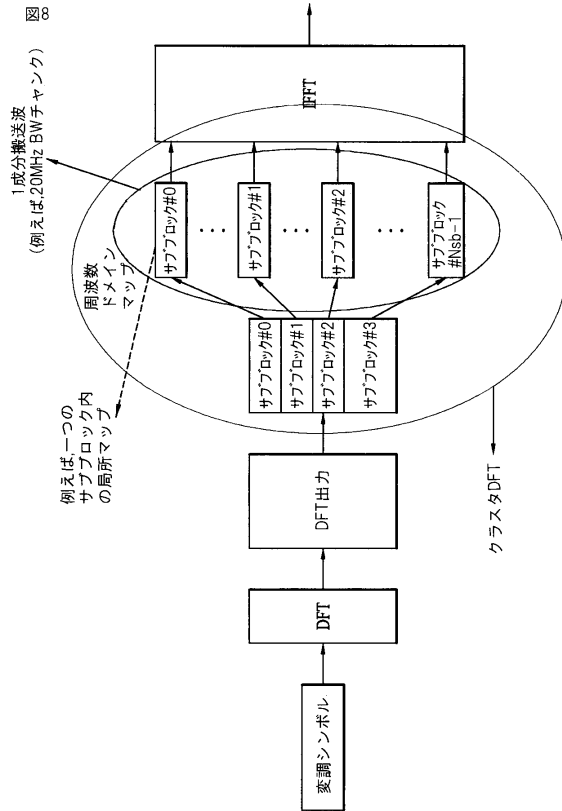 図8
1成分搬送波
(例えば,20MHz BWチャンク)
周波数
ドメイン
マップ
例えば,一つの
サブブロック内
の局所マップ
変調シンボル
DFT
DFT出力
サブブロック#0
サブブロック#1
サブブロック#2
サブブロック#3
サブブロック#0
・・・
サブブロック#1
・・・
サブブロック#2
・・・
サブブロック
#Nsb-1
IFFT
クラスタDFT